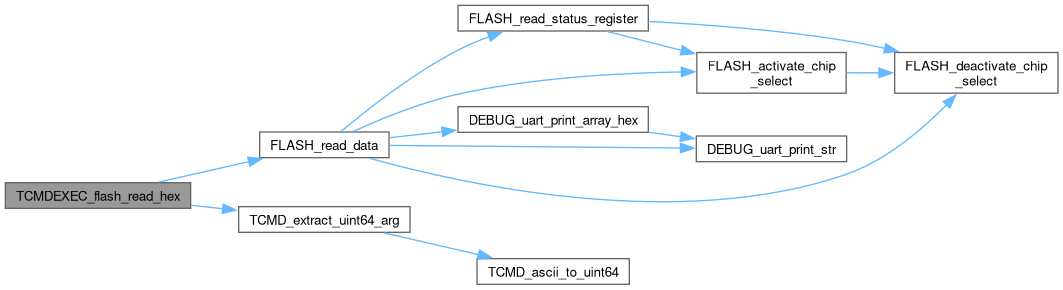 FLASH_read_status_register
FLASH_activate_chip
_select
FLASH_deactivate_chip
_select
DEBUG_uart_print_array_hex
FLASH_read_data
DEBUG_uart_print_str
TCMDEXEC_flash_read_hex
TCMD_extract_uint64_arg
TCMD_ascii_to_uint64